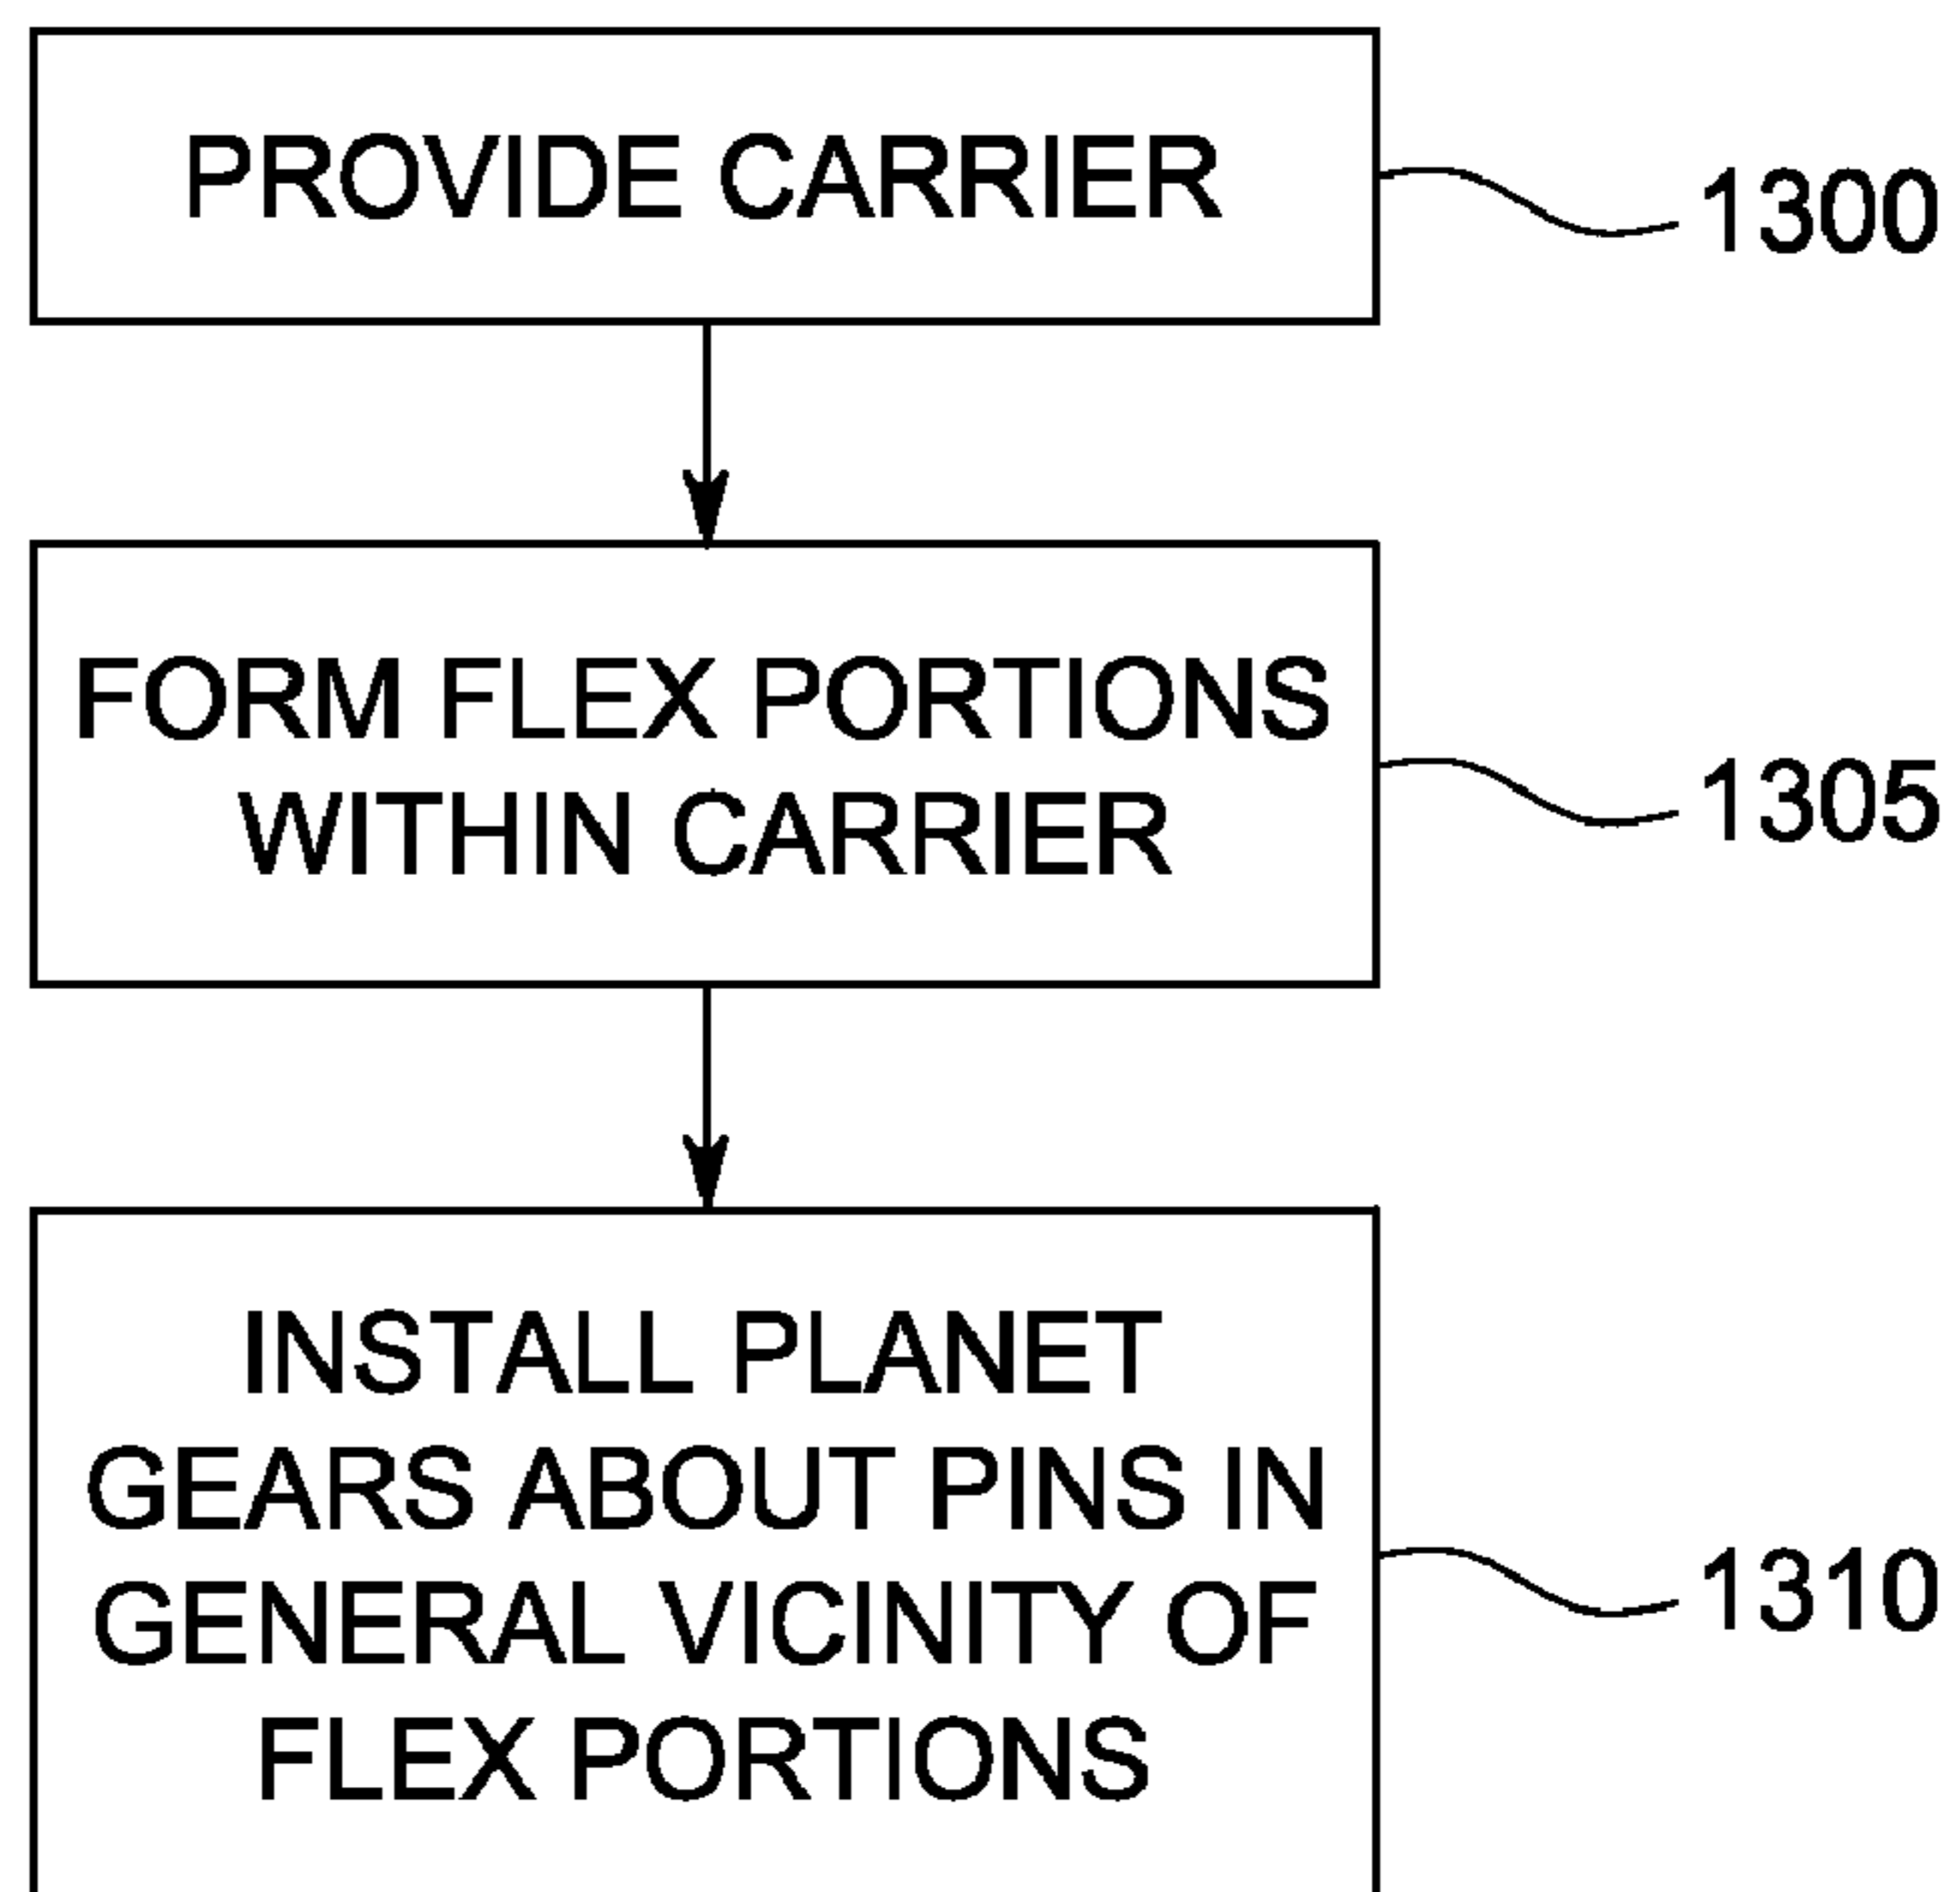 PROVIDE CARRIER
1300
FORM FLEX PORTIONS
WITHIN CARRIER
1305
INSTALL PLANET
GEARS ABOUT PINS IN
GENERAL VICINITY OF
FLEX PORTIONS
1310